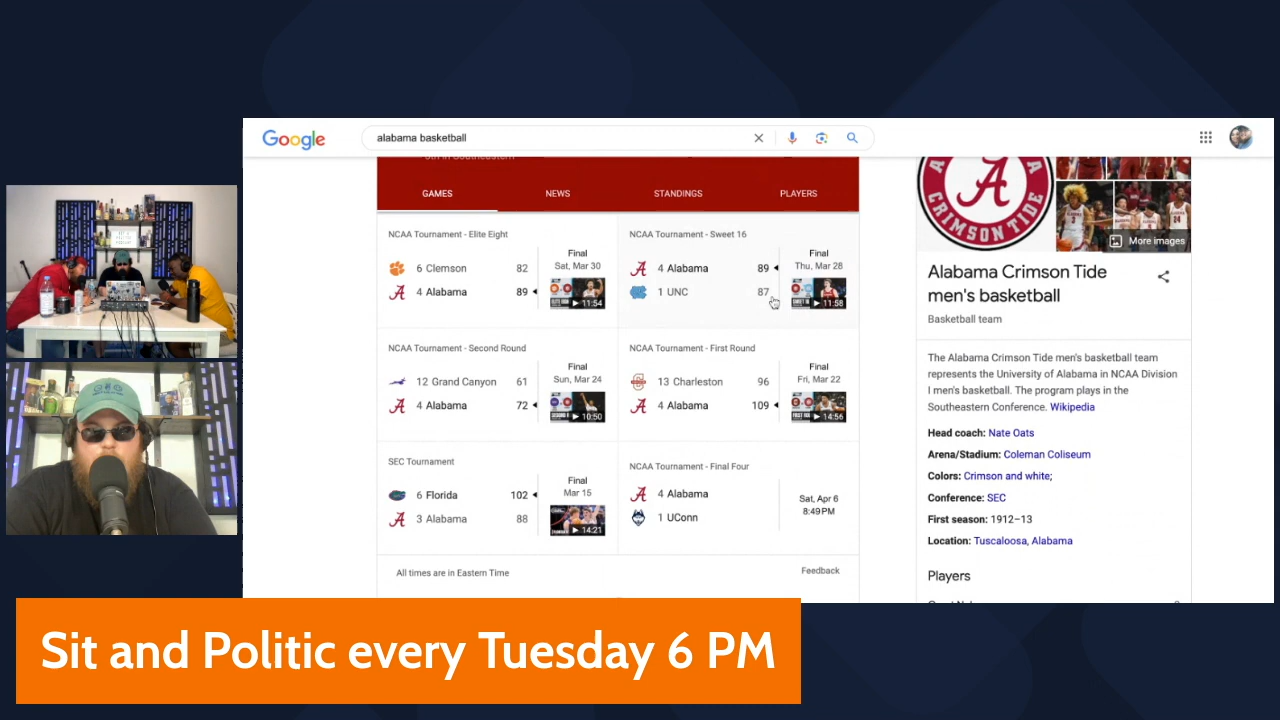 Google
alabama basketball
GAMES
NEWS
STANDINGS
PLAYERS
NCAA Tournament - Elite Eight
6 Clemson 82
4 Alabama 89
Final
Sat, Mar 30
11:54
NCAA Tournament - Sweet 16
4 Alabama 89
1 UNC 87
Final
Thu, Mar 28
11:58
NCAA Tournament - Second Round
12 Grand Canyon 61
4 Alabama 72
Final
Sun, Mar 24
10:50
NCAA Tournament - First Round
13 Charleston 96
4 Alabama 109
Final
Fri, Mar 22
14:56
SEC Tournament
6 Florida 102
3 Alabama 88
Final
Mar 15
14:21
NCAA Tournament - Final Four
4 Alabama
1 UConn
Sat, Apr 6
8:49 PM
All times are in Eastern Time
Feedback
A
CRIMSON TIDE
More images
Alabama Crimson Tide
men's basketball
Basketball team
The Alabama Crimson Tide men's basketball team
represents the University of Alabama in NCAA Division
I men's basketball. The program plays in the
Southeastern Conference. Wikipedia
Head coach: Nate Oats
Arena/Stadium: Coleman Coliseum
Colors: Crimson and white;
Conference: SEC
First season: 1912–13
Location: Tuscaloosa, Alabama
Players
Sit and Politic every Tuesday 6 PM